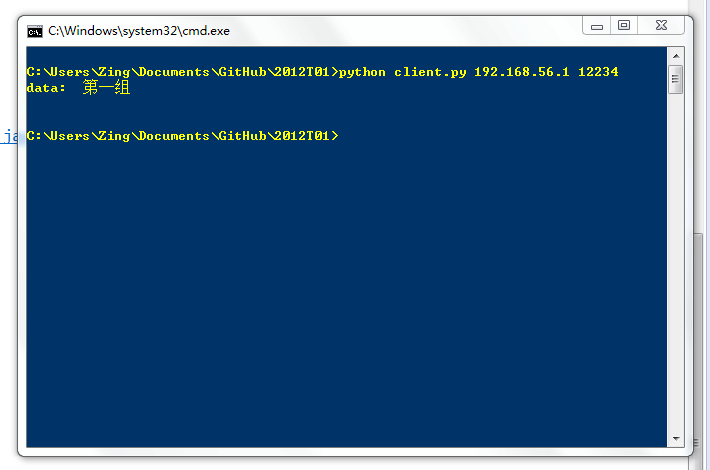 C:\Windows\system32\cmd.exe
C:\Users\Zing\Documents\GitHub\2012T01>python client.py 192.168.56.1 12234
data:  第一组
C:\Users\Zing\Documents\GitHub\2012T01>
ja